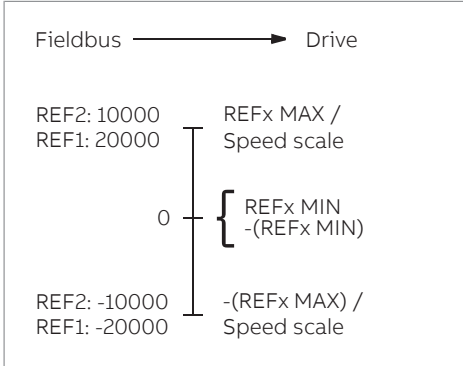 Fieldbus Drive
REF2: 10000 REFx MAX /
REF1: 20000 Speed scale
0 REFx MIN
-(REFx MIN)
REF2: -10000 -(REFx MAX) /
REF1: -20000 Speed scale